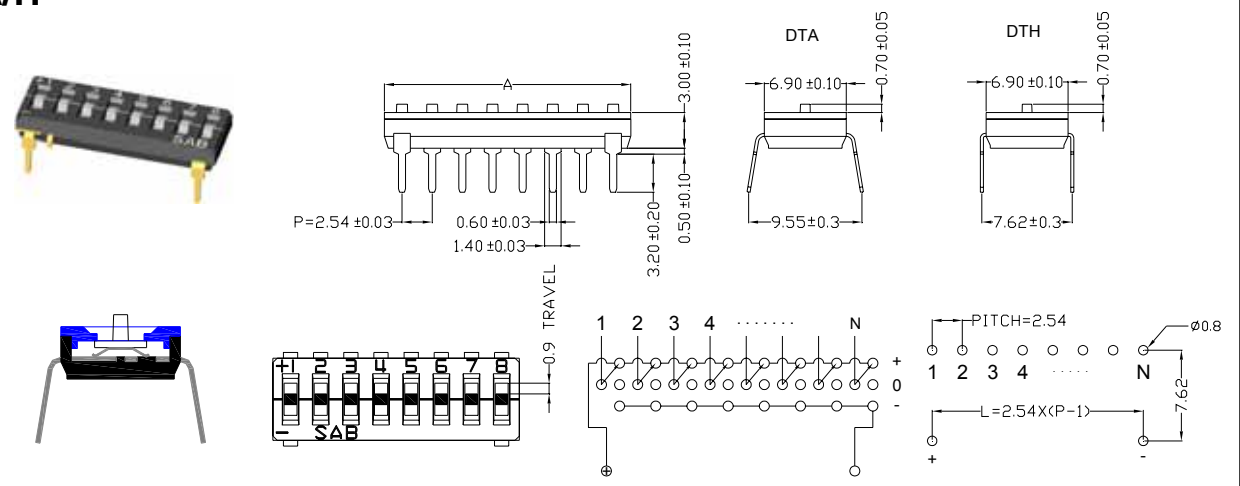 DTA
DTH
A
3.00 ±0.10
6.90 ±0.10
0.70 ±0.05
6.90 ±0.10
0.70 ±0.05
SAB
P=2.54 ±0.03
0.60 ±0.03
1.40 ±0.03
3.20 ±0.20
0.50 ±0.10
9.55±0.3
7.62±0.3
0.9 TRAVEL
+1 2 3 4 5 6 7 8
- SAB
1 2 3 4 ······· N
+
0
-
+
PITCH=2.54
Ø0.8
1 2 3 4 ····· N
7.62
L=2.54X(P-1)
+ -